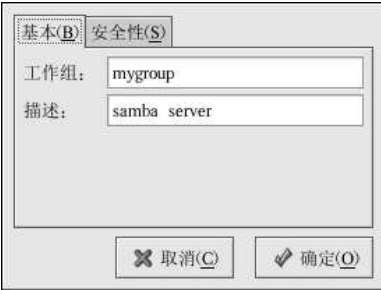 基本(B) 安全性(S)
工作组： mygroup
描述： samba server
取消(C) 确定(O)